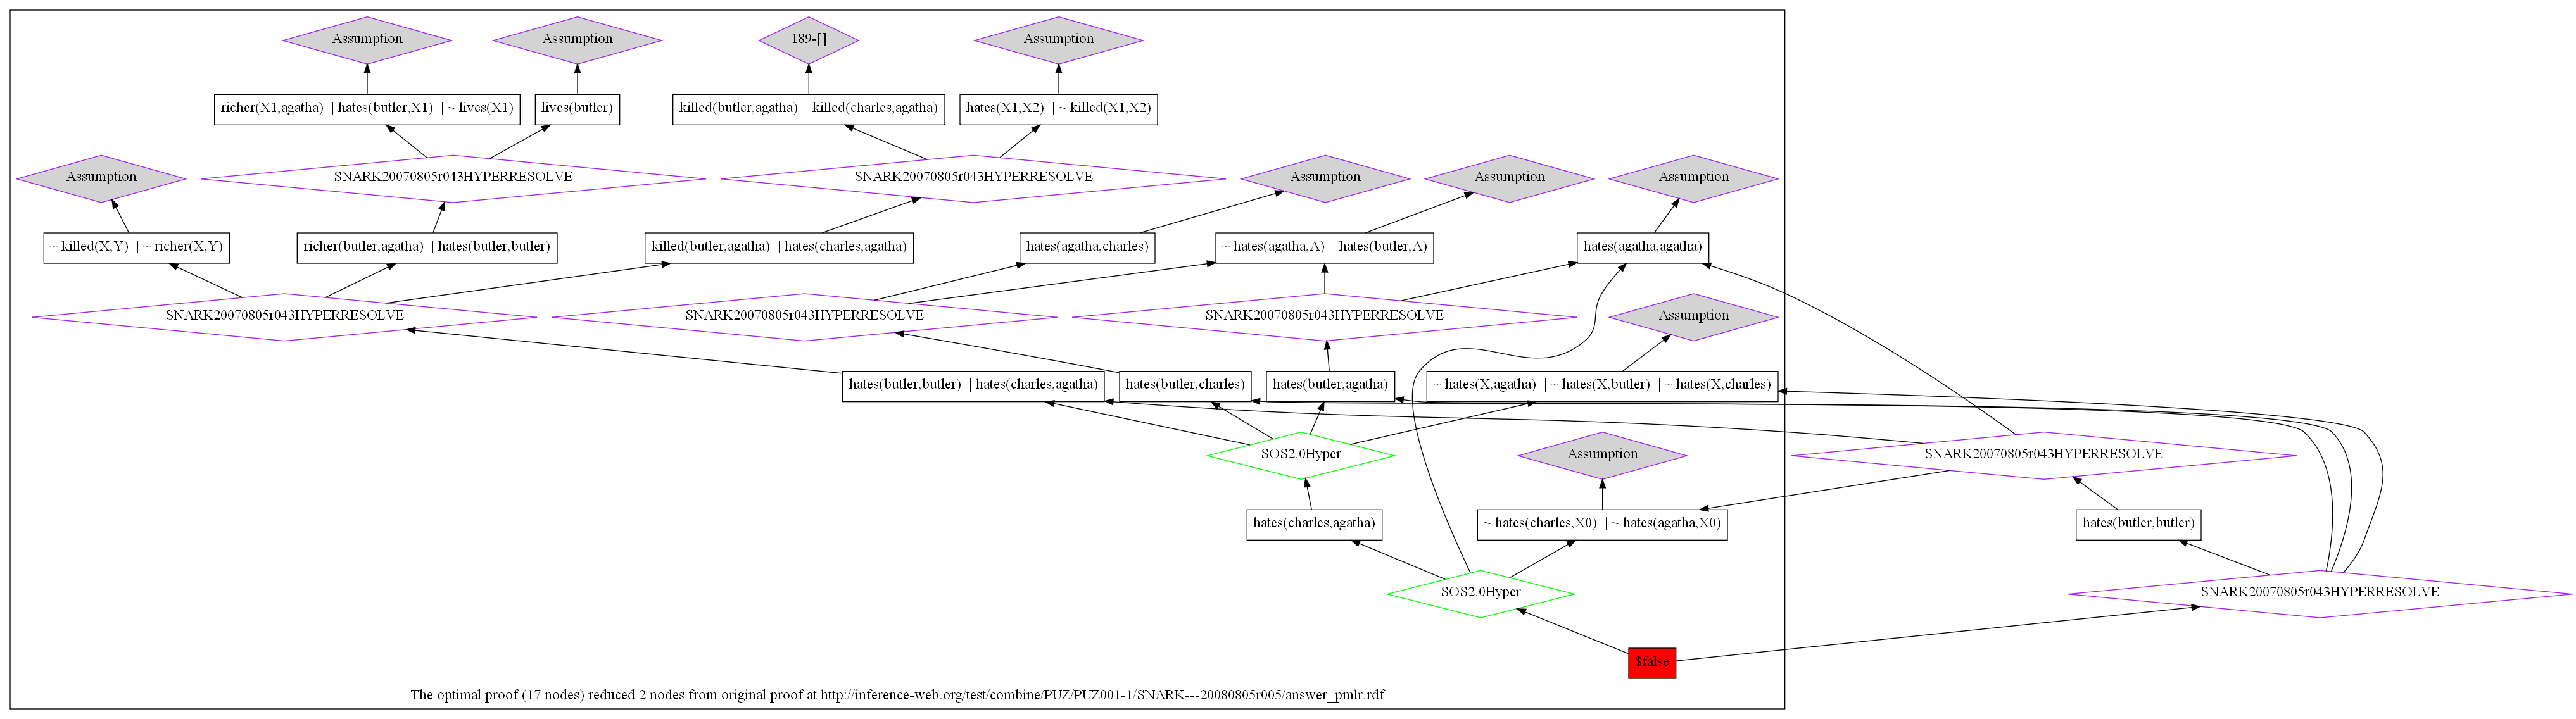 Assumption
Assumption
189-[]
Assumption
richer(X1,agatha) | hates(butler,X1) | ~ lives(X1)
lives(butler)
killed(butler,agatha) | killed(charles,agatha)
hates(X1,X2) | ~ killed(X1,X2)
Assumption
SNARK20070805r043HYPERRESOLVE
SNARK20070805r043HYPERRESOLVE
Assumption
Assumption
Assumption
~ killed(X,Y) | ~ richer(X,Y)
richer(butler,agatha) | hates(butler,butler)
killed(butler,agatha) | hates(charles,agatha)
hates(agatha,charles)
~ hates(agatha,A) | hates(butler,A)
hates(agatha,agatha)
SNARK20070805r043HYPERRESOLVE
SNARK20070805r043HYPERRESOLVE
SNARK20070805r043HYPERRESOLVE
Assumption
hates(butler,butler) | hates(charles,agatha)
hates(butler,charles)
hates(butler,agatha)
~ hates(X,agatha) | ~ hates(X,butler) | ~ hates(X,charles)
SOS2.0Hyper
Assumption
SNARK20070805r043HYPERRESOLVE
hates(charles,agatha)
~ hates(charles,X0) | ~ hates(agatha,X0)
hates(butler,butler)
SOS2.0Hyper
SNARK20070805r043HYPERRESOLVE
$false
The optimal proof (17 nodes) reduced 2 nodes from original proof at http://inference-web.org/test/combine/PUZ/PUZ001-1/SNARK---20080805r005/answer_pmlr.rdf